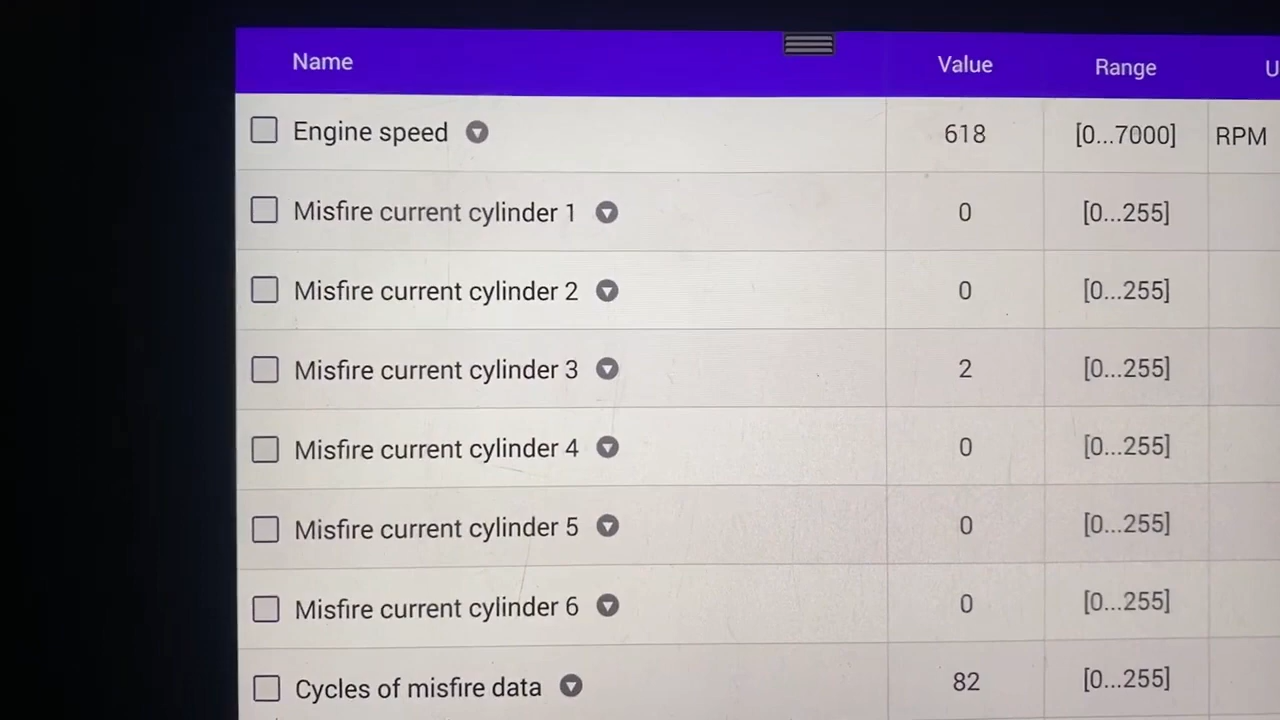 Name Value Range U
Engine speed 618 [0...7000] RPM
Misfire current cylinder 1 0 [0...255]
Misfire current cylinder 2 0 [0...255]
Misfire current cylinder 3 2 [0...255]
Misfire current cylinder 4 0 [0...255]
Misfire current cylinder 5 0 [0...255]
Misfire current cylinder 6 0 [0...255]
Cycles of misfire data 82 [0...255]